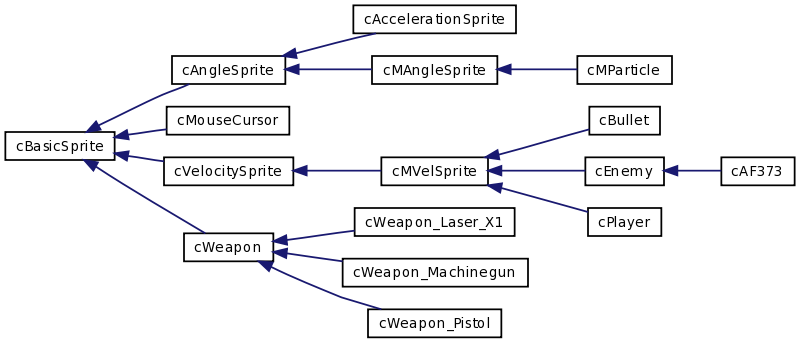 cAccelerationSprite
cAngleSprite
cMAngleSprite
cMParticle
cMouseCursor
cBullet
cBasicSprite
cVelocitySprite
cMVelSprite
cEnemy
cAF373
cPlayer
cWeapon_Laser_X1
cWeapon
cWeapon_Machinegun
cWeapon_Pistol